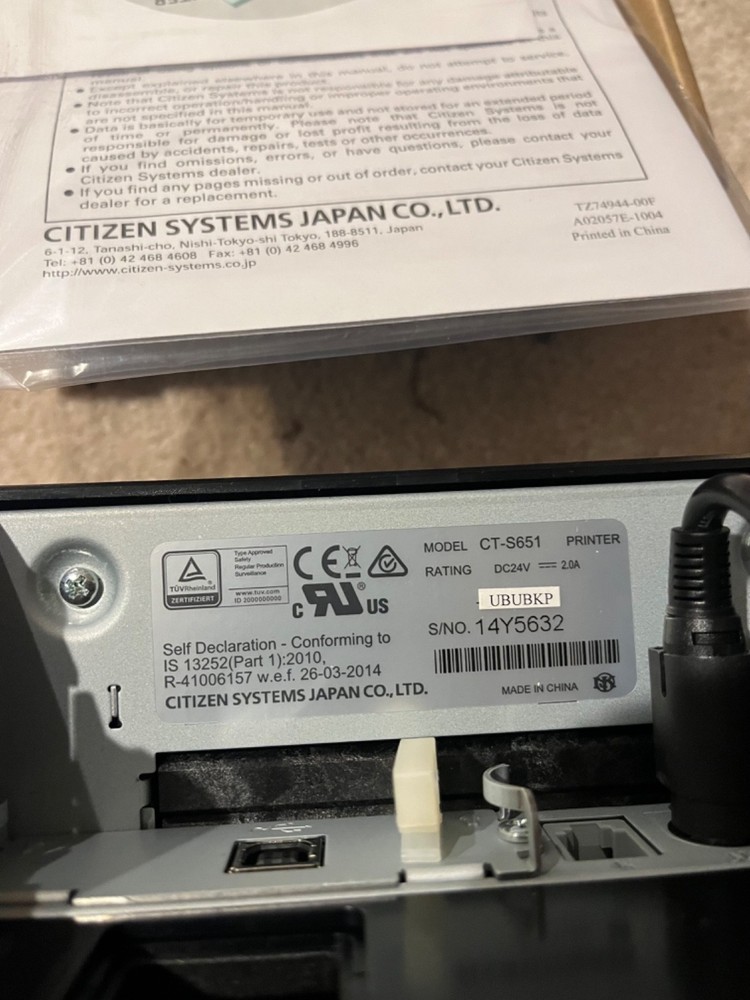 manual.
● Except explained elsewhere in this manual, do not attempt to service,
disassemble, or repair this product.
● Note that Citizen Systems is not responsible for any damage attributable
to incorrect operation/handling or improper operating environments that
are not specified in this manual.
● Data is basically for temporary use and not stored for an extended period
of time or permanently. Please note that Citizen Systems is not
responsible for damage or lost profit resulting from the loss of data
caused by accidents, repairs, tests or other occurrences.
● If you find omissions, errors, or have questions, please contact your
Citizen Systems dealer.
● If you find any pages missing or out of order, contact your Citizen Systems
dealer for a replacement.
CITIZEN SYSTEMS JAPAN CO., LTD.
6-1-12, Tanashi-cho, Nishi-Tokyo-shi Tokyo, 188-8511, Japan
Tel: +81 (0) 42 468 4608 Fax: +81 (0) 42 468 4996
http://www.citizen-systems.co.jp
TZ74944-00F
A02057E-1004
Printed in China
TÜVRheinland
ZERTIFIZIERT
Type Approved
Safety
Regular Production
Surveillance
www.tuv.com
ID 2000000000
CE
C RU ® US
MODEL CT-S651 PRINTER
RATING DC24V 2.0A
UBUBKP
S/NO. 14Y5632
Self Declaration - Conforming to
IS 13252(Part 1):2010,
R-41006157 w.e.f. 26-03-2014
CITIZEN SYSTEMS JAPAN CO., LTD.
MADE IN CHINA